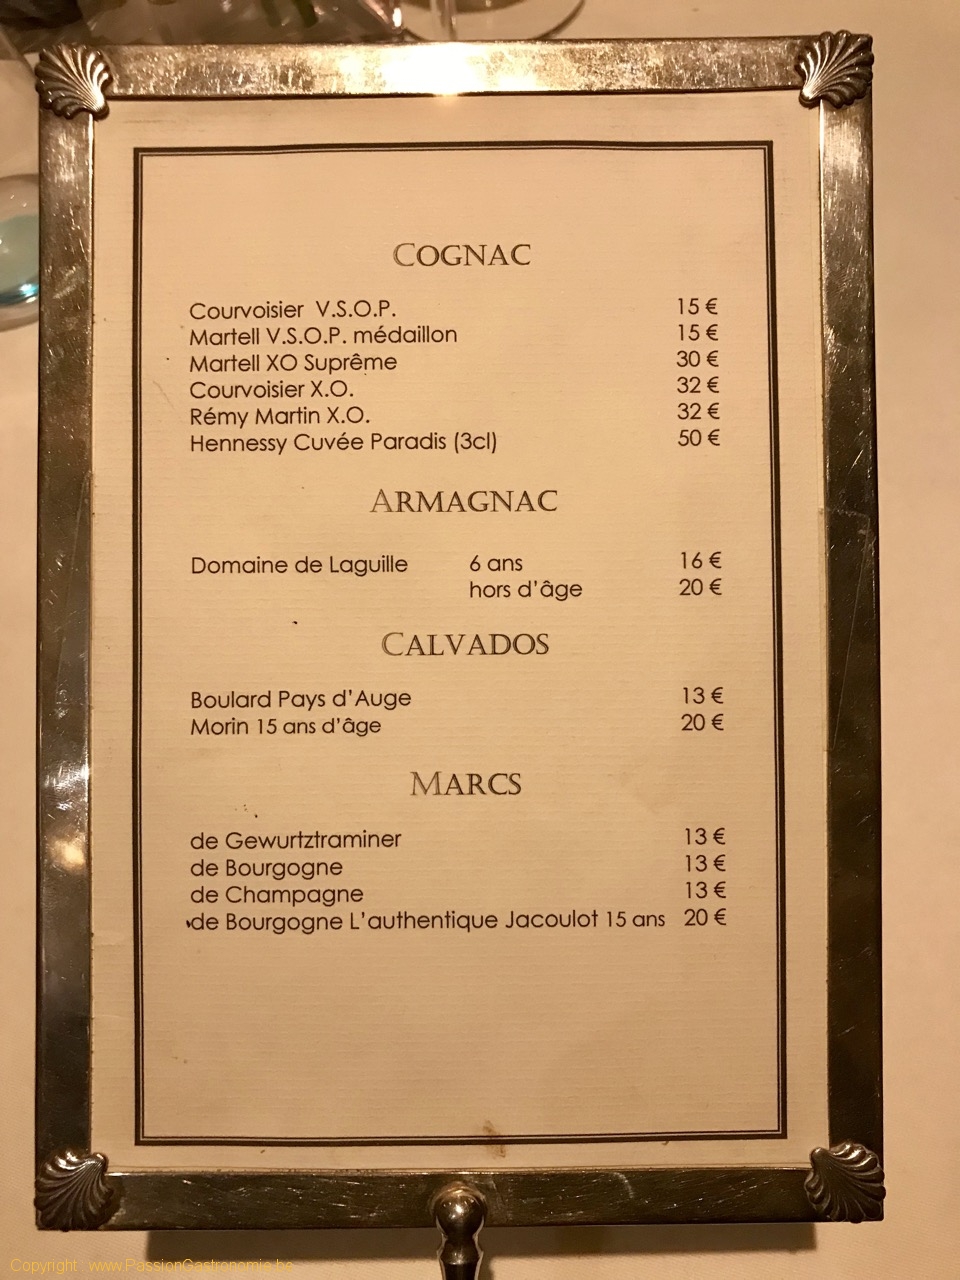 COGNAC
Courvoisier V.S.O.P. 15 €
Martell V.S.O.P. médaillon 15 €
Martell XO Suprême 30 €
Courvoisier X.O. 32 €
Rémy Martin X.O. 32 €
Hennessy Cuvée Paradis (3cl) 50 €
ARMAGNAC
Domaine de Laguille 6 ans 16 €
hors d'âge 20 €
CALVADOS
Boulard Pays d'Auge 13 €
Morin 15 ans d'âge 20 €
MARCS
de Gewurtztraminer 13 €
de Bourgogne 13 €
de Champagne 13 €
de Bourgogne L'authentique Jacoulot 15 ans 20 €
Copyright www.PassionGastronomie.be